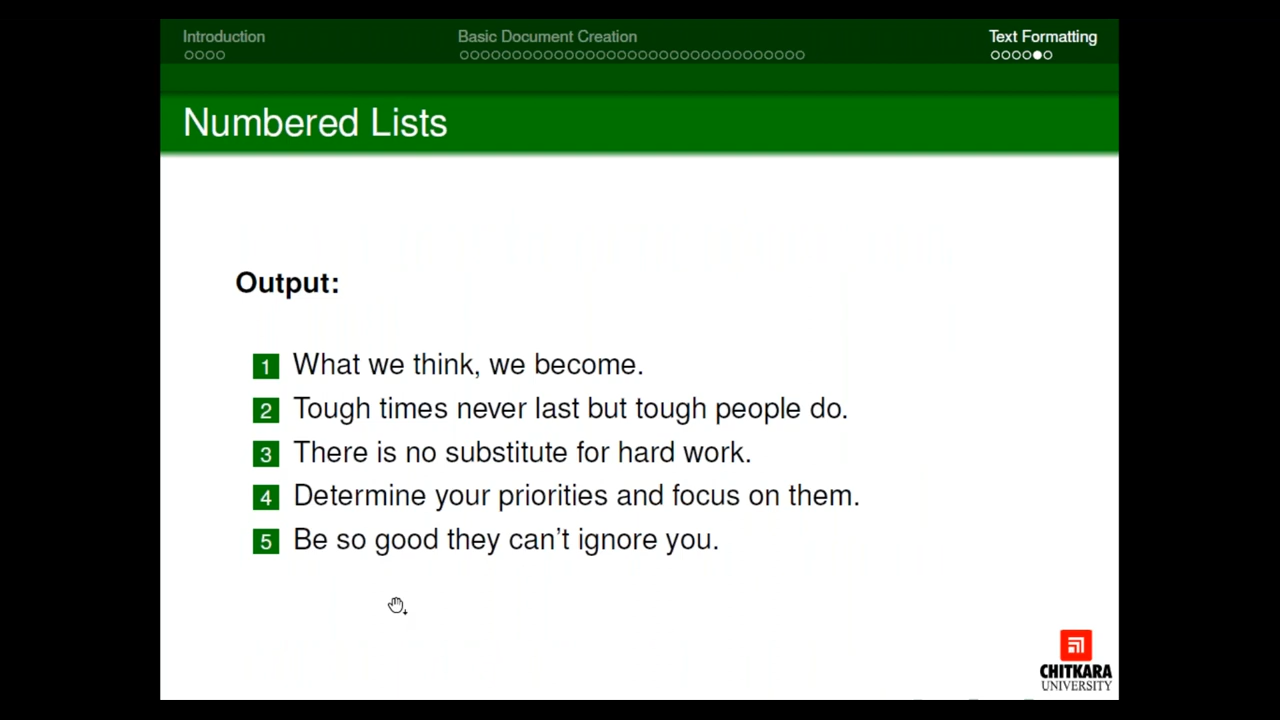 Introduction
Basic Document Creation
Text Formatting
Numbered Lists
Output:
1 What we think, we become.
2 Tough times never last but tough people do.
3 There is no substitute for hard work.
4 Determine your priorities and focus on them.
5 Be so good they can't ignore you.
CHITKARA
UNIVERSITY